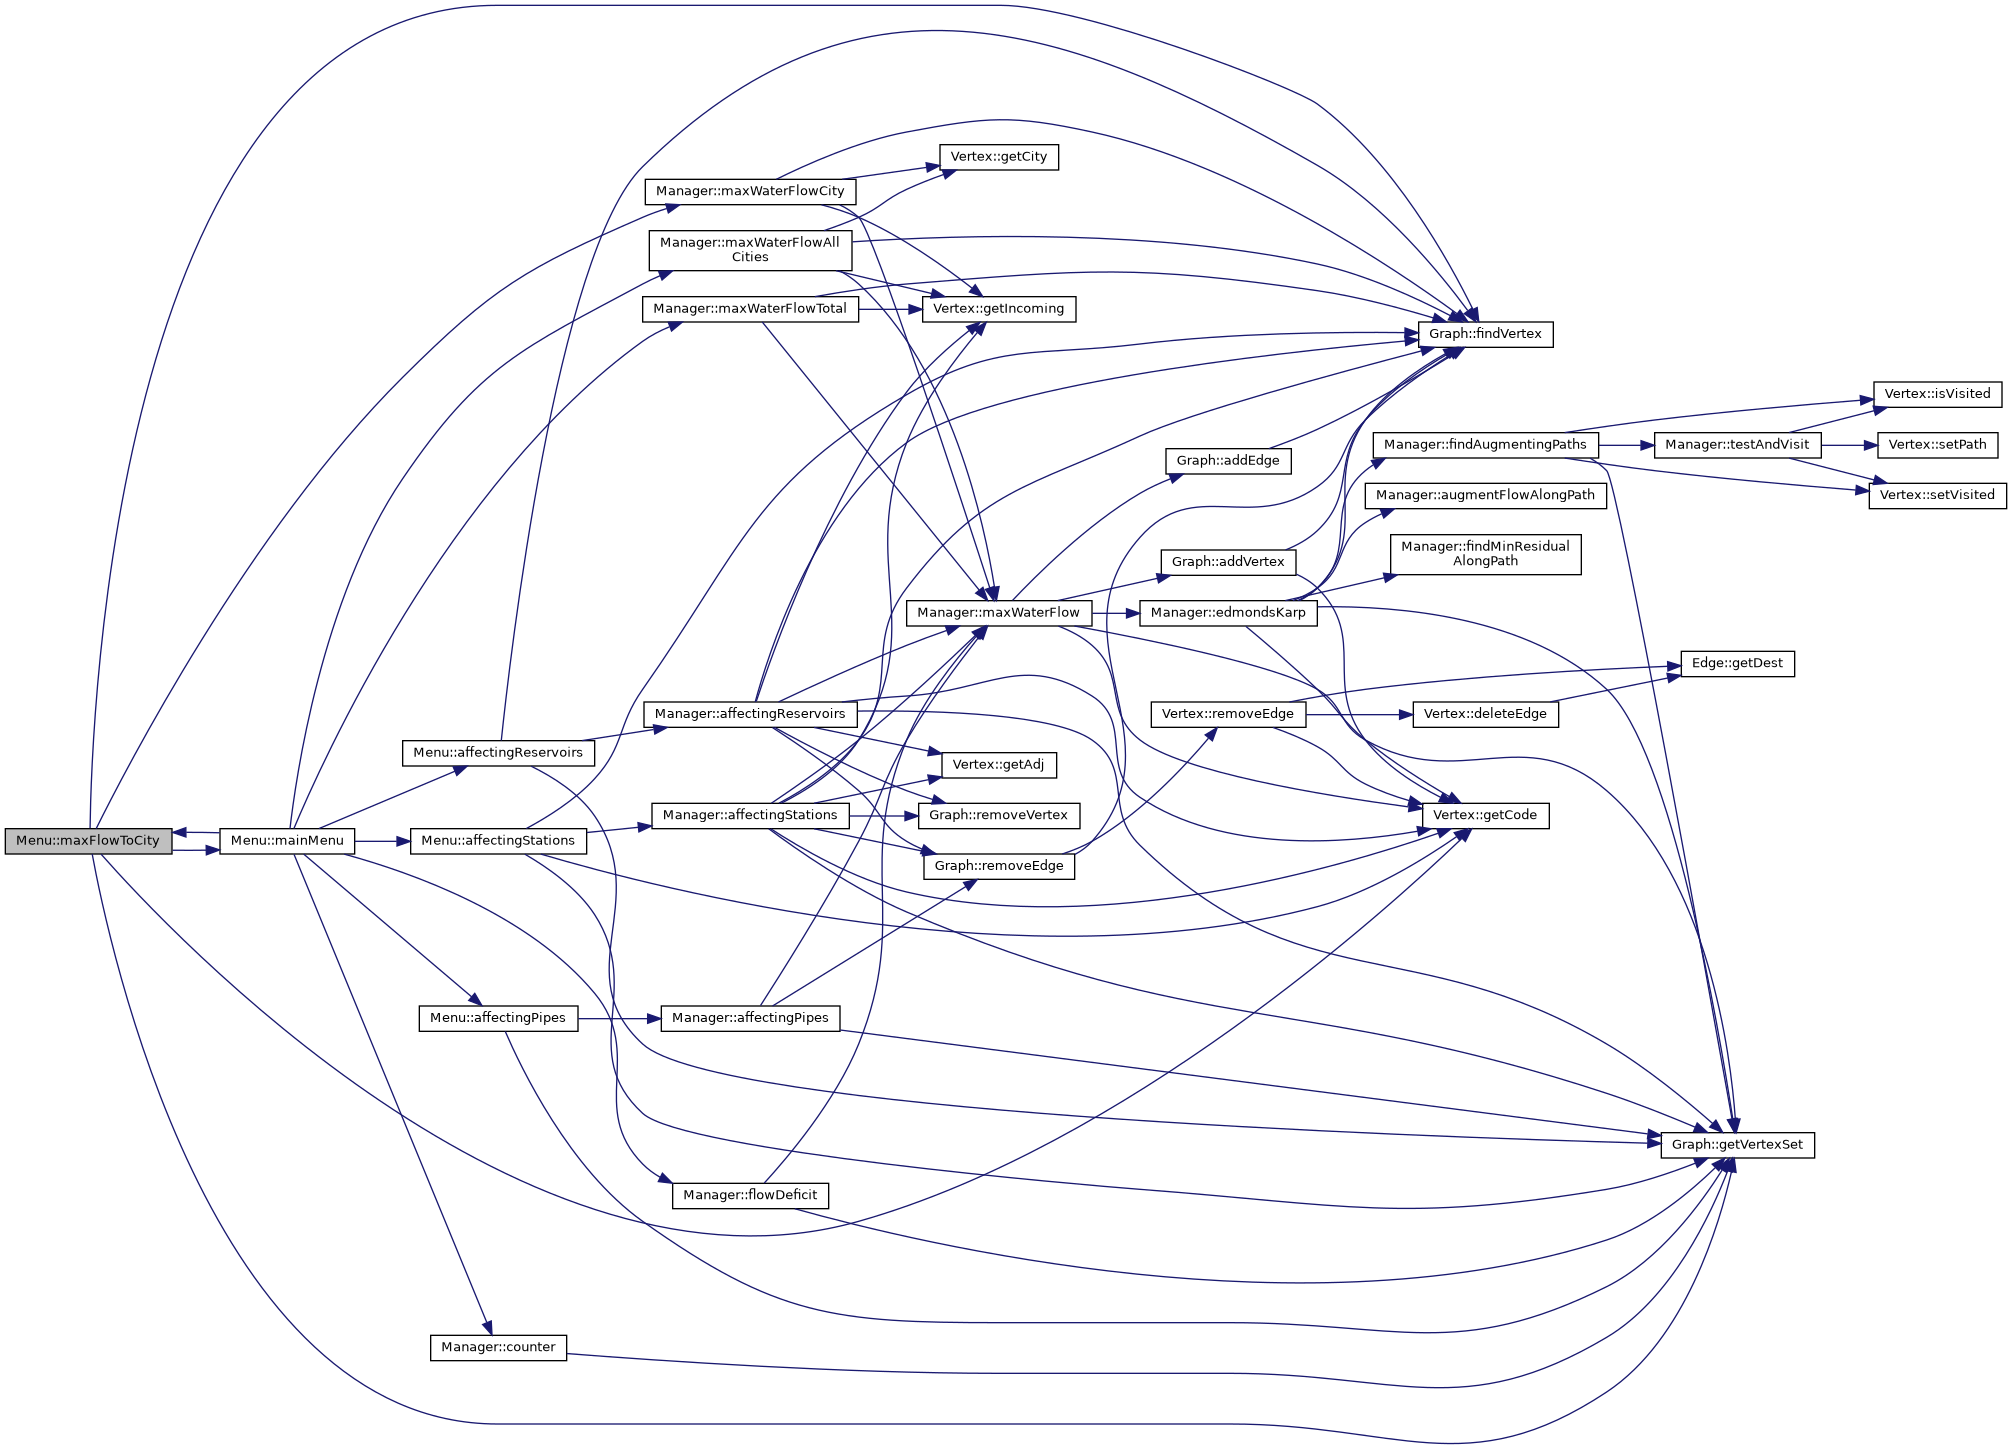 Vertex::getCity
Manager::maxWaterFlowCity
Manager::maxWaterFlowAll
Cities
Manager::maxWaterFlowTotal
Vertex::getIncoming
Graph::findVertex
Vertex::isVisited
Manager::findAugmentingPaths
Manager::testAndVisit
Vertex::setPath
Graph::addEdge
Manager::augmentFlowAlongPath
Vertex::setVisited
Manager::findMinResidual
AlongPath
Graph::addVertex
Manager::maxWaterFlow
Manager::edmondsKarp
Edge::getDest
Manager::affectingReservoirs
Vertex::removeEdge
Vertex::deleteEdge
Menu::affectingReservoirs
Vertex::getAdj
Manager::affectingStations
Graph::removeVertex
Vertex::getCode
Menu::maxFlowToCity
Menu::mainMenu
Menu::affectingStations
Graph::removeEdge
Menu::affectingPipes
Manager::affectingPipes
Graph::getVertexSet
Manager::flowDeficit
Manager::counter